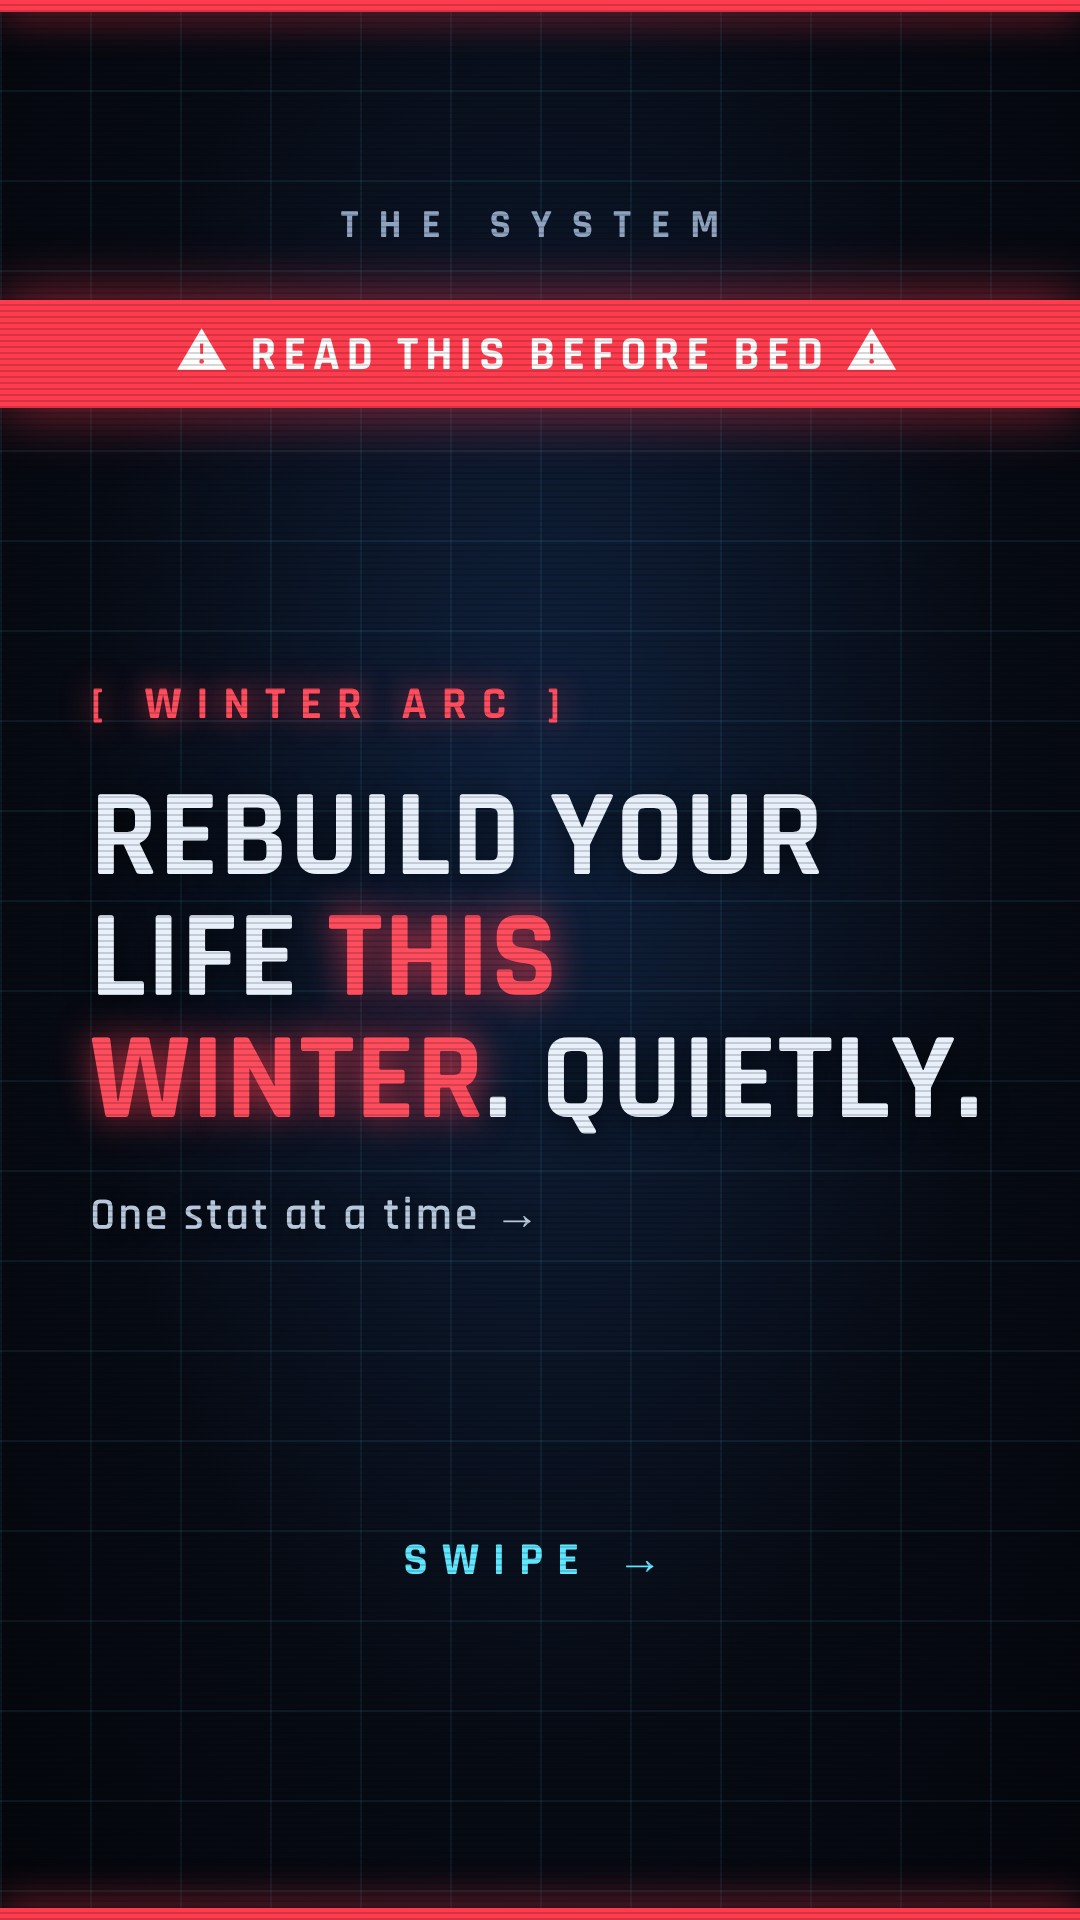 THE SYSTEM
⚠ READ THIS BEFORE BED ⚠
[ WINTER ARC ]
REBUILD YOUR
LIFE THIS
WINTER. QUIETLY.
One stat at a time →
SWIPE →